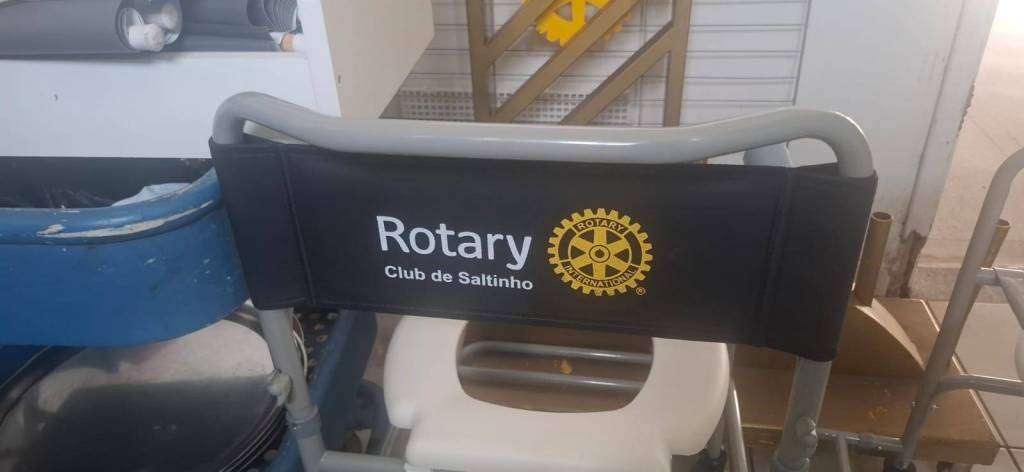 Rotary
Club de Saltinho
ROTARY
INTERNATIONAL
®